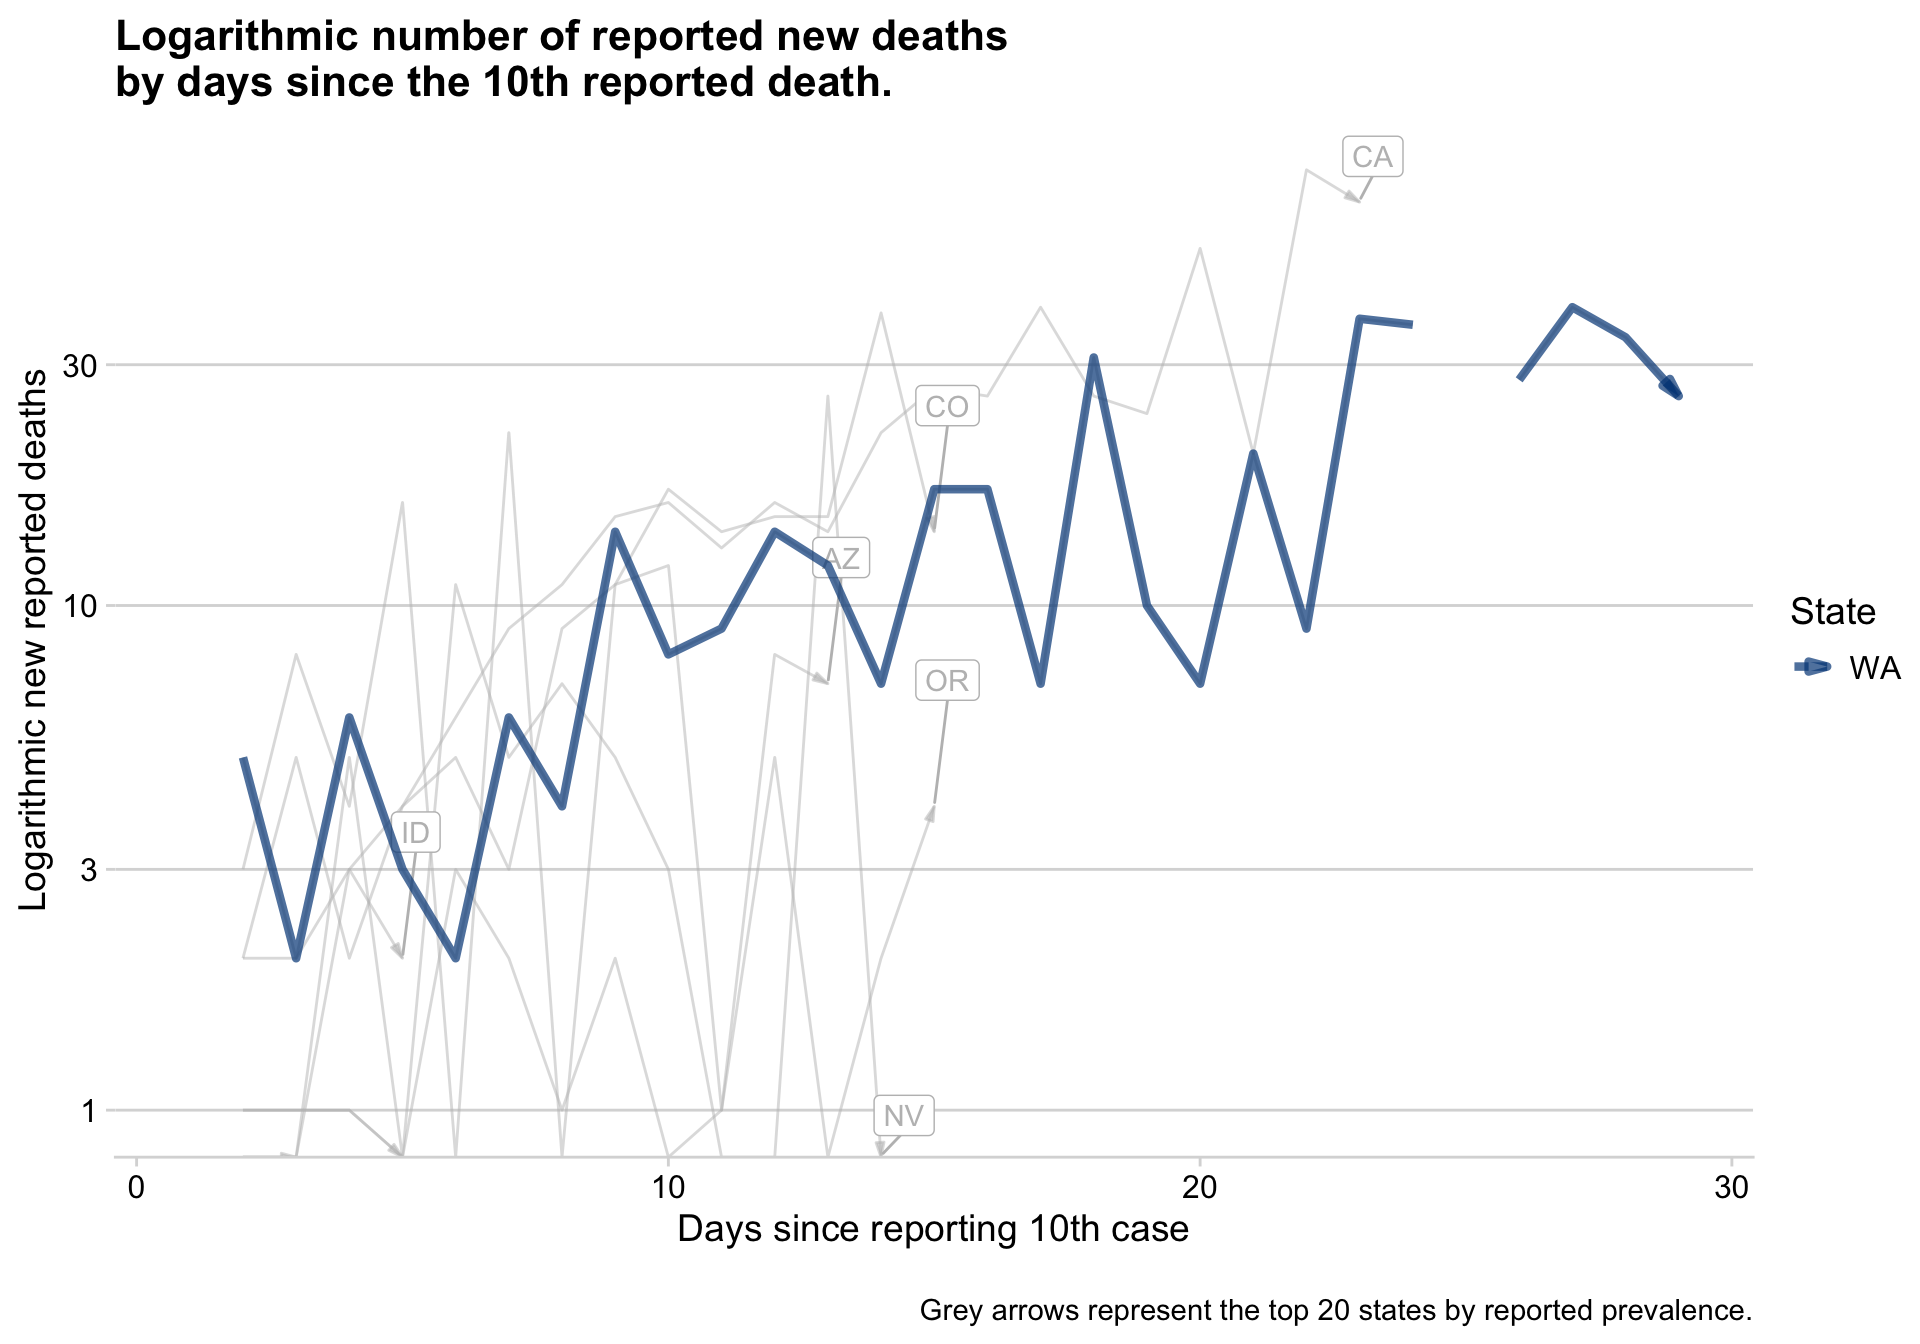 Logarithmic number of reported new deaths
by days since the 10th reported death.
CA
CO
AZ
OR
ID
NV
30
10
3
1
Logarithmic new reported deaths
0
10
20
30
Days since reporting 10th case
State
WA
Grey arrows represent the top 20 states by reported prevalence.